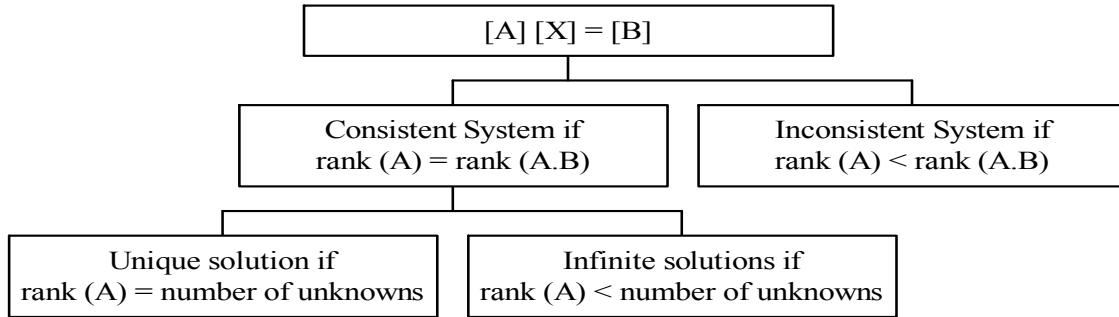 [A] [X] = [B]
Consistent System if
rank (A) = rank (A.B)
Inconsistent System if
rank (A) < rank (A.B)
Unique solution if
rank (A) = number of unknowns
Infinite solutions if
rank (A) < number of unknowns